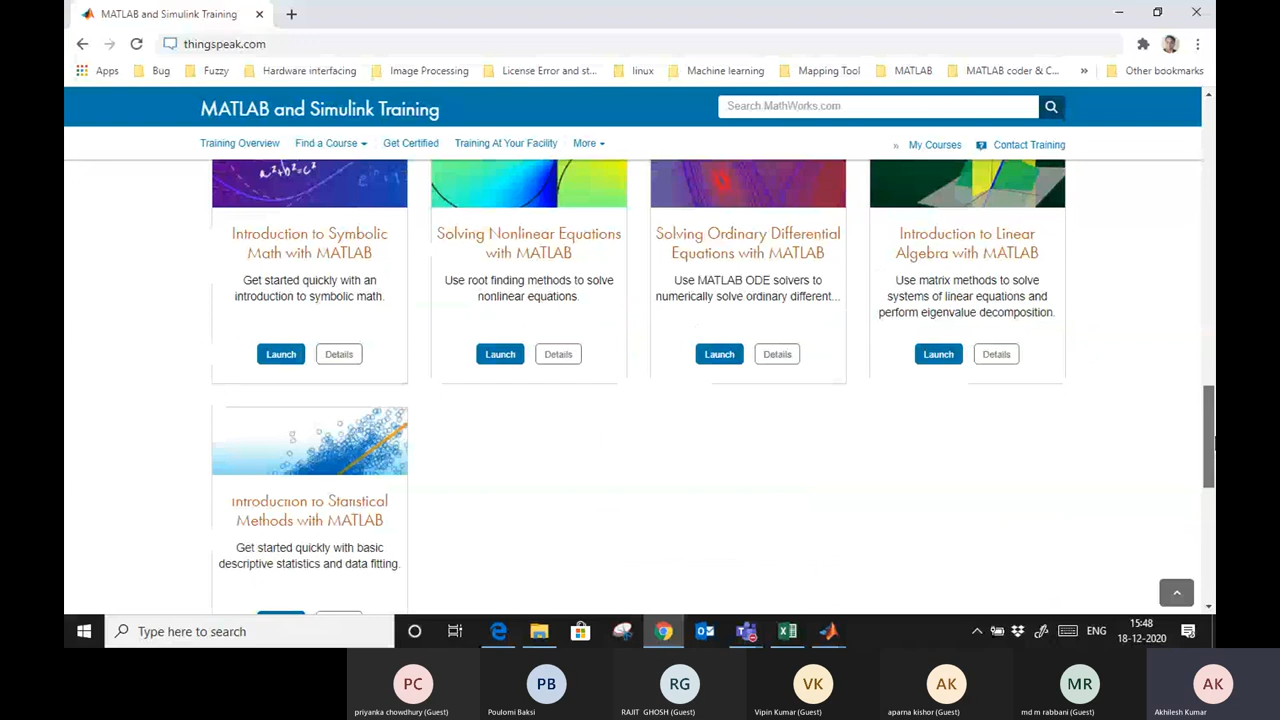 MATLAB and Simulink Training
thingspeak.com
Apps Bug Fuzzy Hardware interfacing Image Processing License Error and st... linux Machine learning Mapping Tool MATLAB MATLAB coder & C... » Other bookmarks
MATLAB and Simulink Training
Search MathWorks.com
Training Overview Find a Course Get Certified Training At Your Facility More » My Courses Contact Training
a²+b²=c²
Introduction to Symbolic
Math with MATLAB
Get started quickly with an
introduction to symbolic math.
Launch Details
Solving Nonlinear Equations
with MATLAB
Use root finding methods to solve
nonlinear equations.
Launch Details
Solving Ordinary Differential
Equations with MATLAB
Use MATLAB ODE solvers to
numerically solve ordinary different...
Launch Details
Introduction to Linear
Algebra with MATLAB
Use matrix methods to solve
systems of linear equations and
perform eigenvalue decomposition.
Launch Details
Introduction to Statistical
Methods with MATLAB
Get started quickly with basic
descriptive statistics and data fitting.
Type here to search
ENG
15:48
18-12-2020
PC PB RG VK AK MR AK
priyanka chowdhury (Guest) Poulomi Baksi RAJIT GHOSH (Guest) Vipin Kumar (Guest) aparna kishor (Guest) md m rabbani (Guest) Akhilesh Kumar